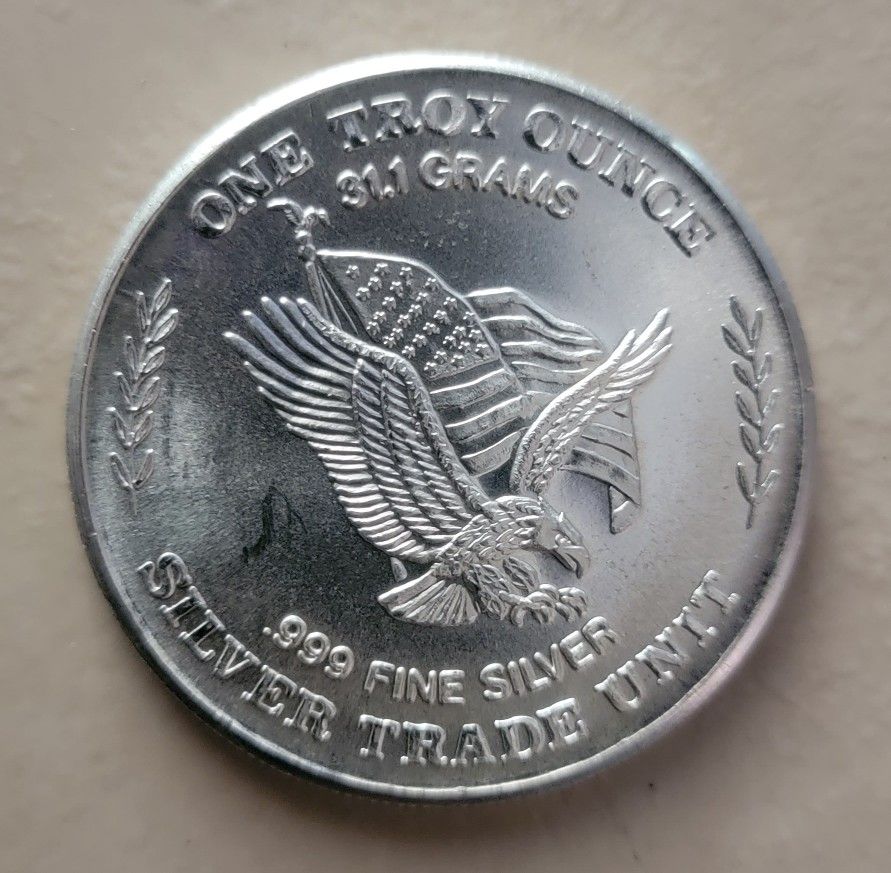 ONE TROY OUNCE
31.1 GRAMS
.999 FINE SILVER
SILVER TRADE UNIT